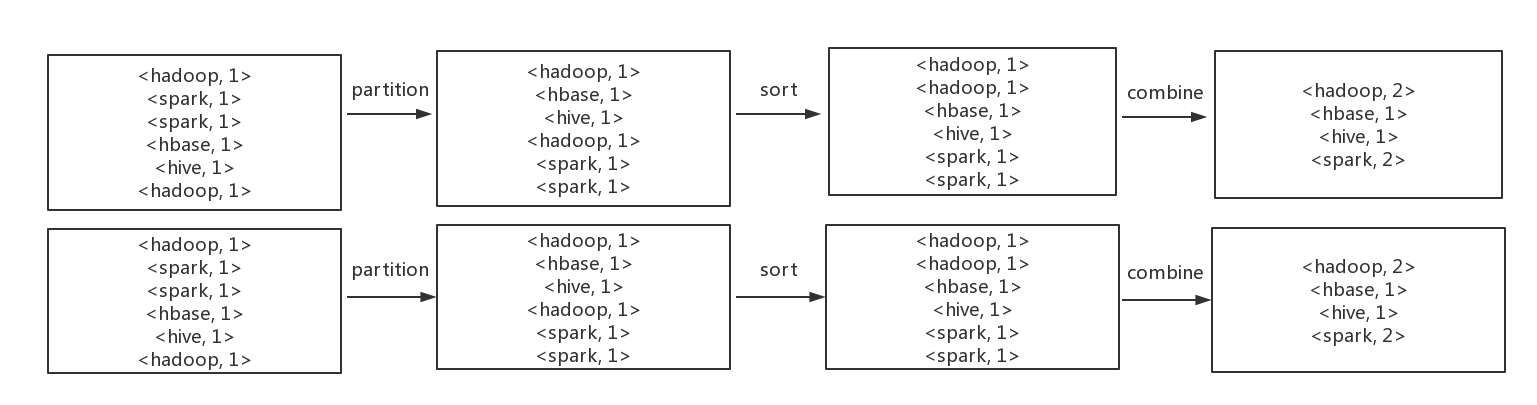 <hadoop, 1>
<spark, 1>
<spark, 1>
<hbase, 1>
<hive, 1>
<hadoop, 1>
partition
<hadoop, 1>
<hbase, 1>
<hive, 1>
<hadoop, 1>
<spark, 1>
<spark, 1>
sort
<hadoop, 1>
<hadoop, 1>
<hbase, 1>
<hive, 1>
<spark, 1>
<spark, 1>
combine
<hadoop, 2>
<hbase, 1>
<hive, 1>
<spark, 2>
<hadoop, 1>
<spark, 1>
<spark, 1>
<hbase, 1>
<hive, 1>
<hadoop, 1>
partition
<hadoop, 1>
<hbase, 1>
<hive, 1>
<hadoop, 1>
<spark, 1>
<spark, 1>
sort
<hadoop, 1>
<hadoop, 1>
<hbase, 1>
<hive, 1>
<spark, 1>
<spark, 1>
combine
<hadoop, 2>
<hbase, 1>
<hive, 1>
<spark, 2>